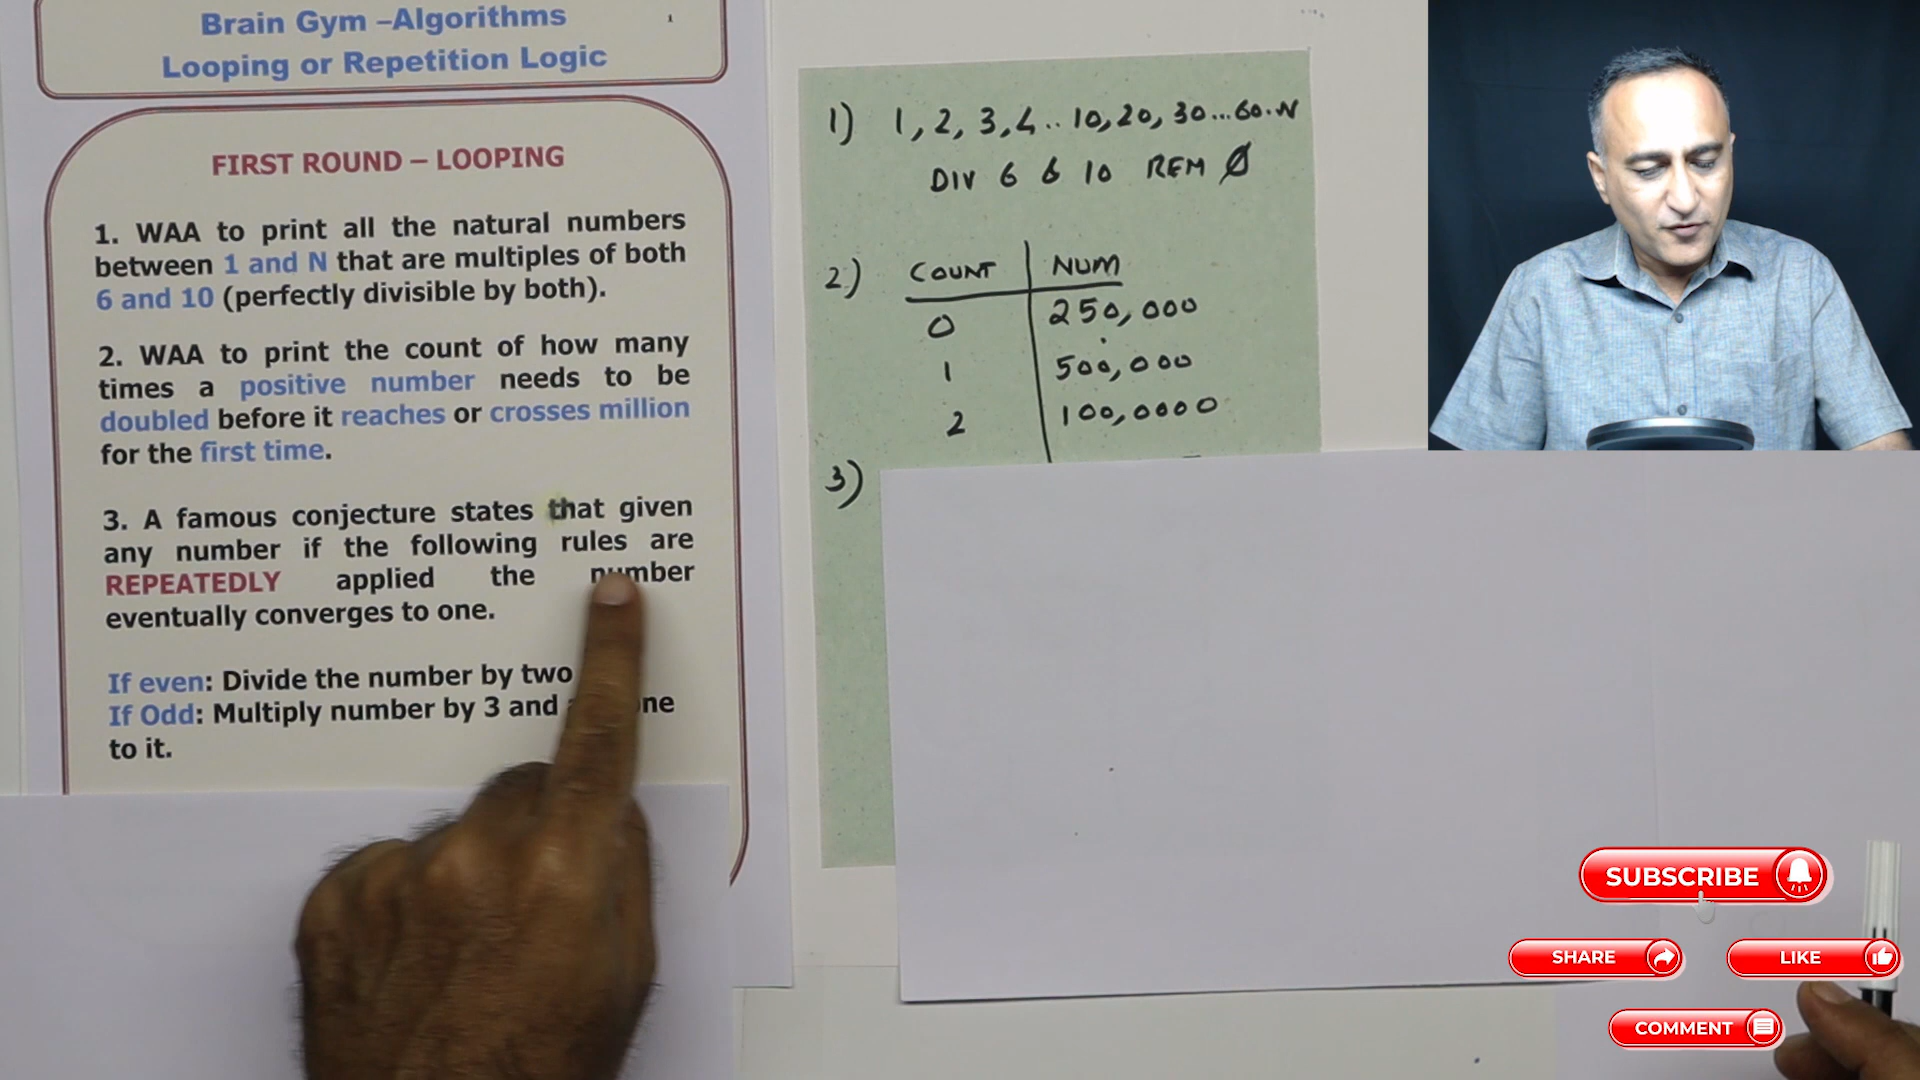 Brain Gym –Algorithms
Looping or Repetition Logic
1
FIRST ROUND – LOOPING
1. WAA to print all the natural numbers
between 1 and N that are multiples of both
6 and 10 (perfectly divisible by both).
2. WAA to print the count of how many
times a positive number needs to be
doubled before it reaches or crosses million
for the first time.
3. A famous conjecture states that given
any number if the following rules are
REPEATEDLY applied the number
eventually converges to one.
If even: Divide the number by two
If Odd: Multiply number by 3 and
to it.
1) 1, 2, 3, 4 .. 10, 20, 30 ... 60 . N
DIV 6 & 10 REM 0
2.) COUNT NUM
0 250,000
1 500,000
2 100,0000
3)
SUBSCRIBE
SHARE
LIKE
COMMENT